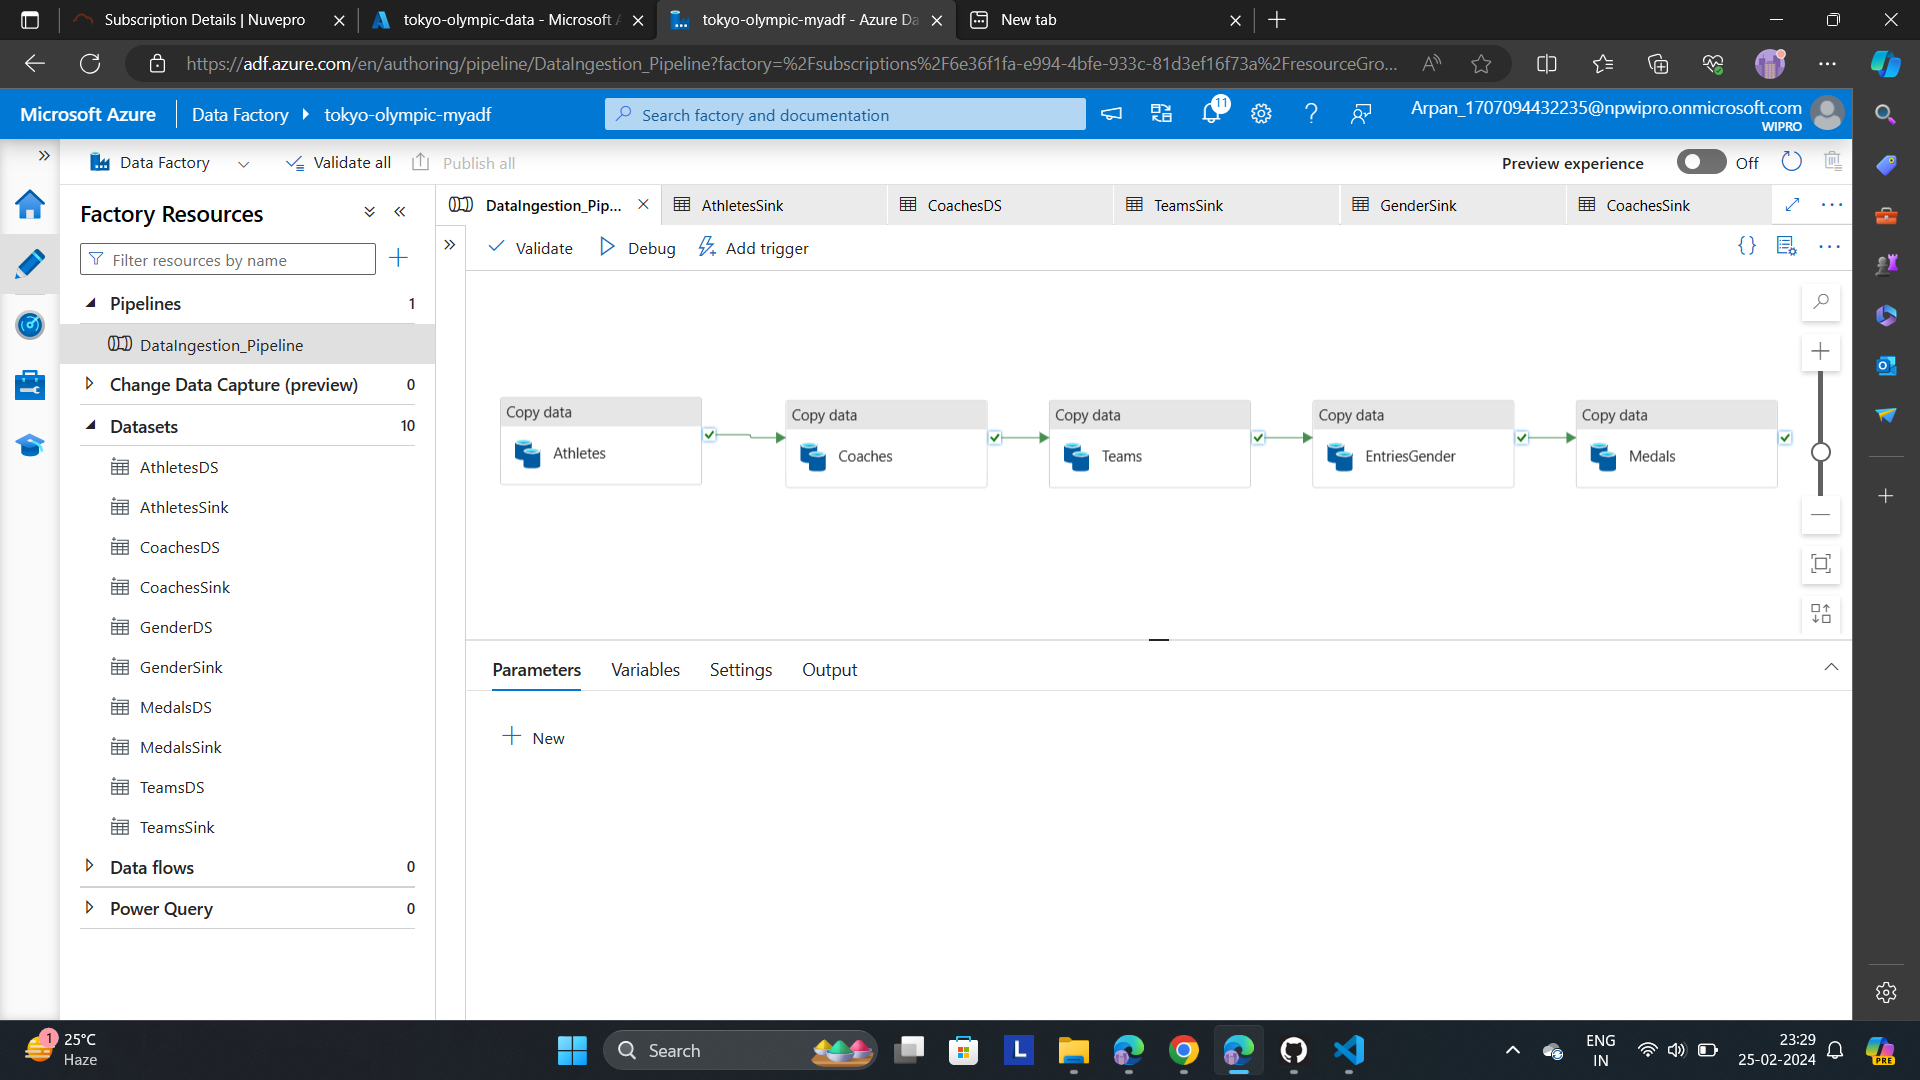 Subscription Details | Nuvepro
tokyo-olympic-data - Microsoft A
tokyo-olympic-myadf - Azure Da
New tab
https://adf.azure.com/en/authoring/pipeline/DataIngestion_Pipeline?factory=%2Fsubscriptions%2F6e36f1fa-e994-4bfe-933c-81d3ef16f73a%2FresourceGro...
Microsoft Azure
Data Factory
tokyo-olympic-myadf
Search factory and documentation
11
Arpan_1707094432235@npwipro.onmicrosoft.com
WIPRO
Data Factory
Validate all
Publish all
Preview experience
Off
Factory Resources
Filter resources by name
Pipelines 1
DataIngestion_Pipeline
Change Data Capture (preview) 0
Datasets 10
AthletesDS
AthletesSink
CoachesDS
CoachesSink
GenderDS
GenderSink
MedalsDS
MedalsSink
TeamsDS
TeamsSink
Data flows 0
Power Query 0
DataIngestion_Pip...
AthletesSink
CoachesDS
TeamsSink
GenderSink
CoachesSink
Validate
Debug
Add trigger
{}
Copy data
Athletes
Copy data
Coaches
Copy data
Teams
Copy data
EntriesGender
Copy data
Medals
Parameters
Variables
Settings
Output
New
1
25°C
Haze
Search
L
ENG
IN
23:29
25-02-2024
PRE